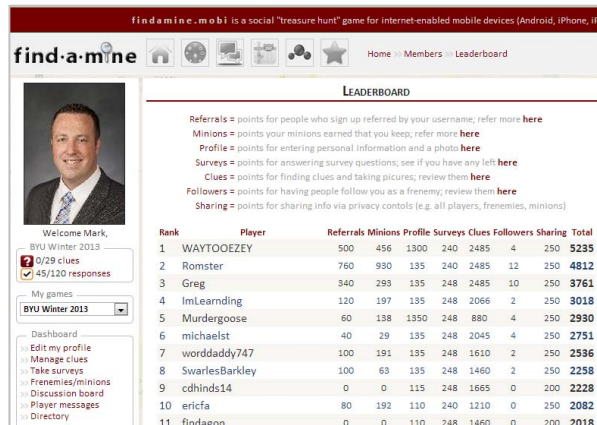 findamine.mobi is a social "treasure hunt" game for internet-enabled mobile devices (Android, iPhone,
find·a·mine
Home >> Members >> Leaderboard
LEADERBOARD
Referrals = points for people who sign up referred by your username; refer more here
Minions = points your minions earned that you keep; refer more here
Profile = points for entering personal information and a photo here
Surveys = points for answering survey questions; see if you have any left here
Clues = points for finding clues and taking picures; review them here
Followers = points for having people follow you as a frenemy; review them here
Sharing = points for sharing info via privacy contols (e.g. all players, frenemies, minions)
Welcome Mark,
BYU Winter 2013
? 0/29 clues
45/120 responses
My games
BYU Winter 2013
Dashboard
>> Edit my profile
>> Manage clues
>> Take surveys
>> Frenemies/minions
>> Discussion board
>> Player messages
>> Directory
Rank Player Referrals Minions Profile Surveys Clues Followers Sharing Total
1 WAYTOOEZEY 500 456 1300 240 2485 4 250 5235
2 Romster 760 930 135 240 2485 12 250 4812
3 Greg 340 293 135 248 2485 10 250 3761
4 ImLearnding 120 197 135 248 2066 2 250 3018
5 Murdergoose 60 138 1350 248 880 4 250 2930
6 michaelst 40 29 135 248 2045 4 250 2751
7 worddaddy747 100 191 135 248 1610 2 250 2536
8 SwarlesBarkley 100 63 135 248 1460 2 250 2258
9 cdhinds14 0 0 115 248 1665 0 200 2228
10 ericfa 80 192 110 240 1210 0 250 2082
11 findagon 0 0 110 248 1460 0 200 2018